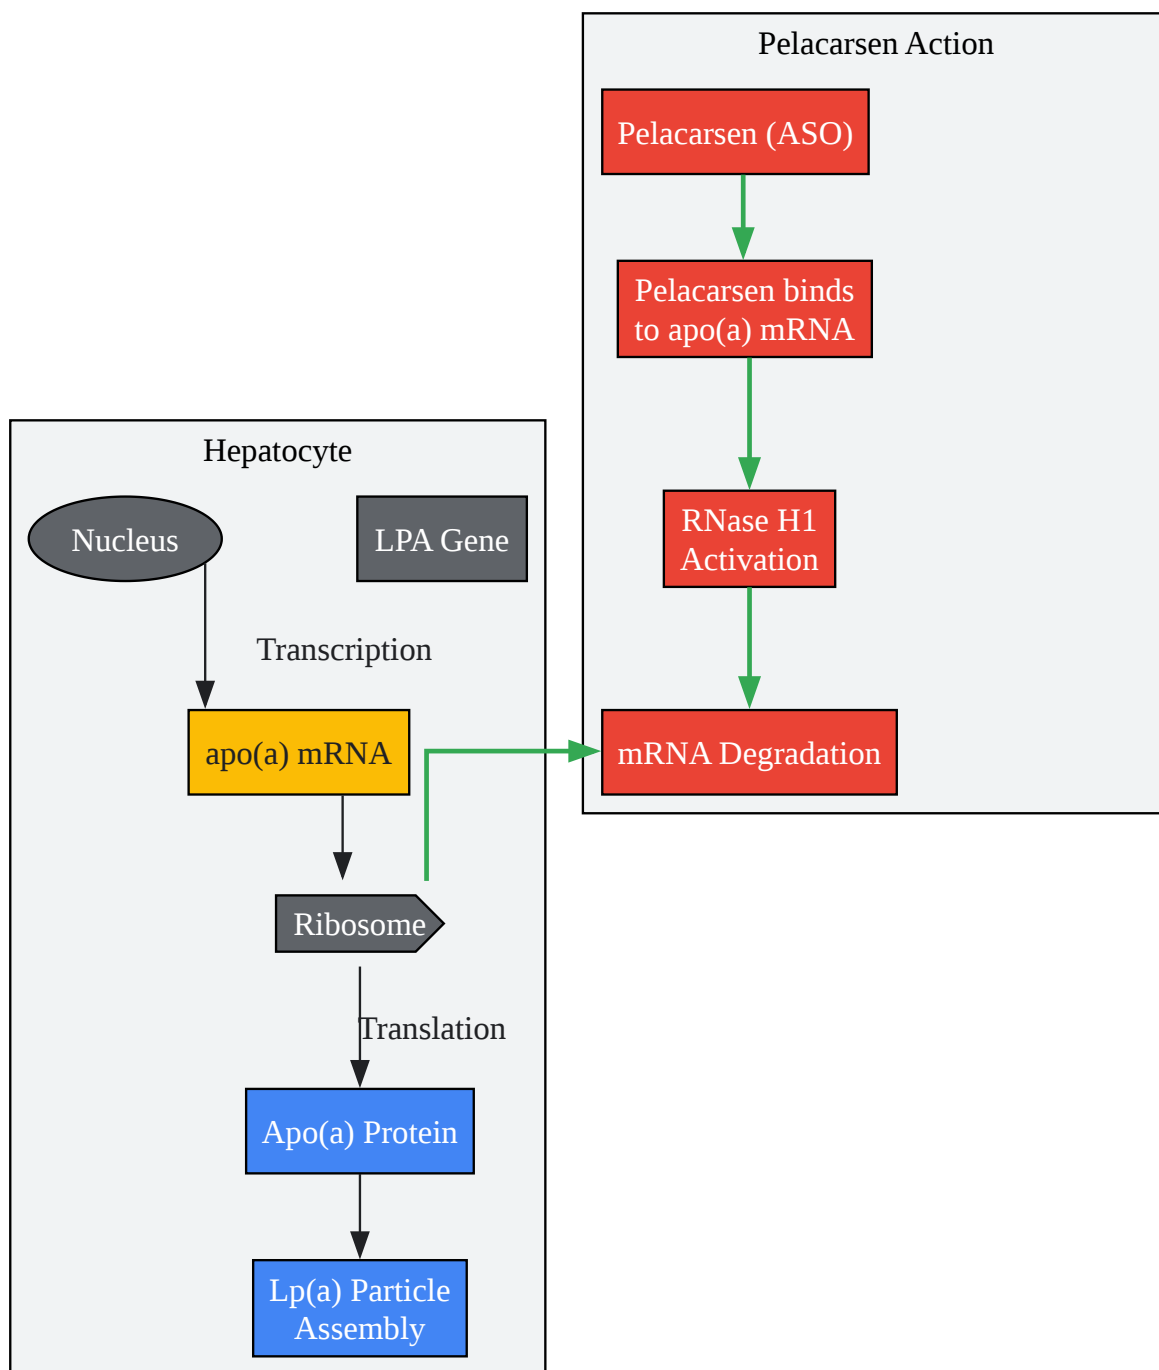 Pelacarsen Action
Pelacarsen (ASO)
Pelacarsen binds
to apo(a) mRNA
RNase H1
Activation
mRNA Degradation
Hepatocyte
Nucleus
LPA Gene
Transcription
apo(a) mRNA
Ribosome
Translation
Apo(a) Protein
Lp(a) Particle
Assembly